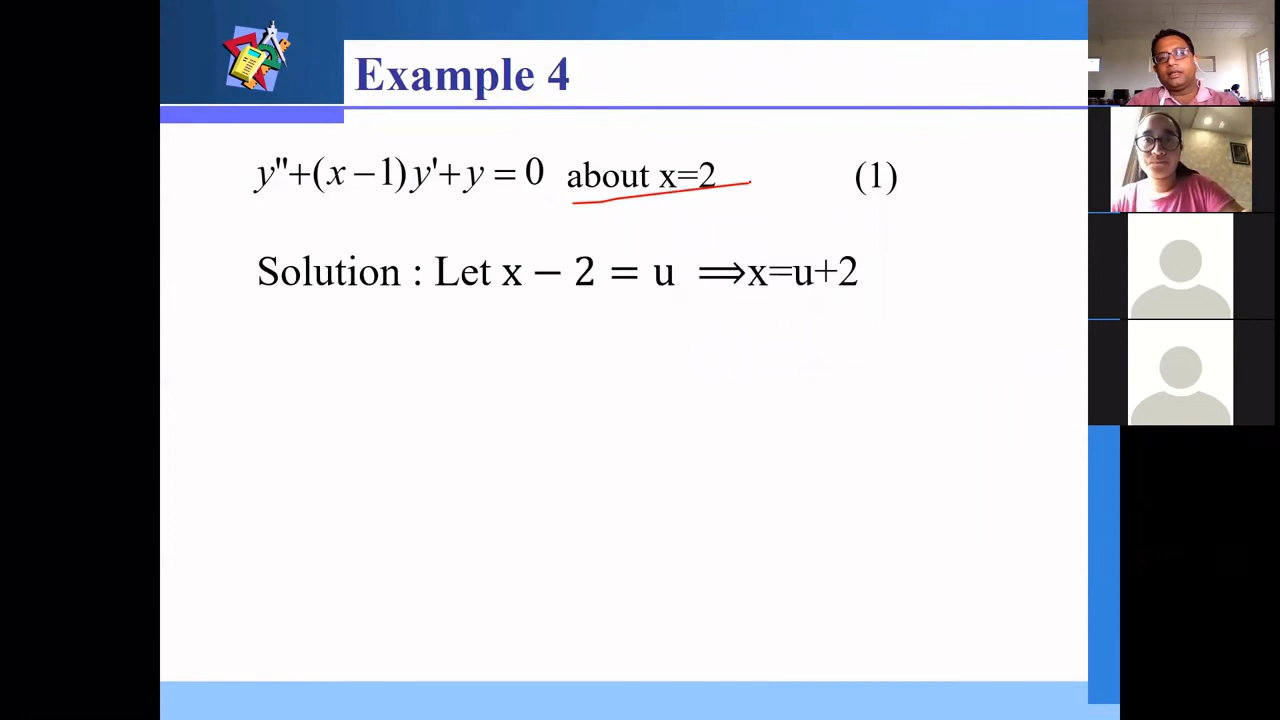 Example 4
y''+(x−1)y'+y=0 about x=2 (1)
Solution : Let x − 2 = u ⟹x=u+2